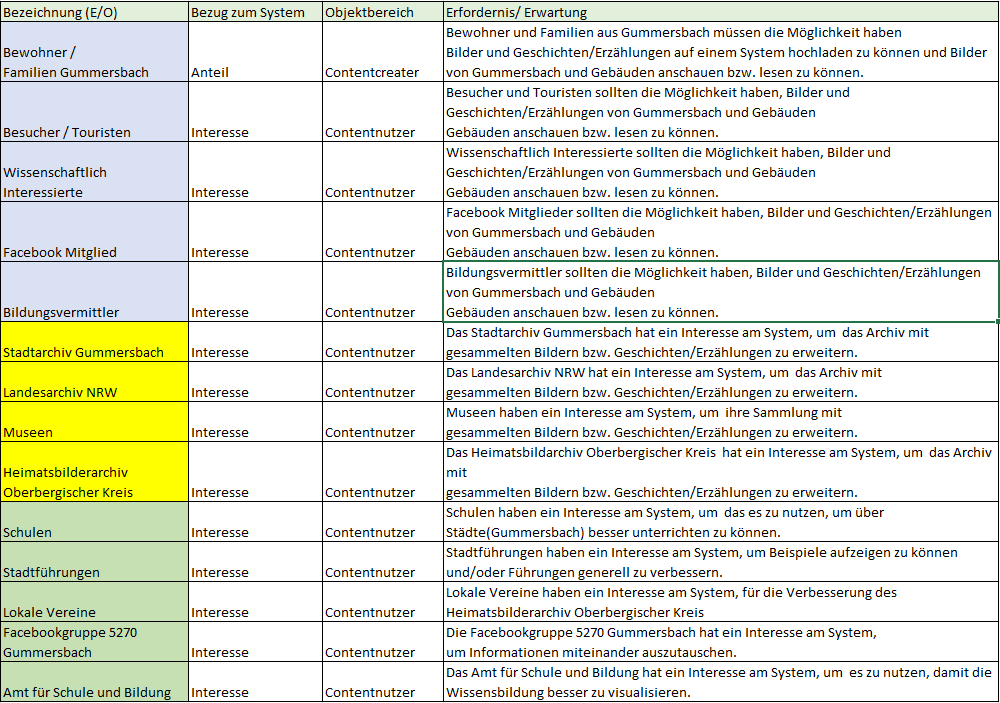 Bezeichnung (E/O) Bezug zum System Objektbereich Erfordernis/ Erwartung
Bewohner und Familien aus Gummersbach müssen die Möglichkeit haben
Bewohner / Bilder und Geschichten/Erzählungen auf einem System hochladen zu können und Bilder
Familien Gummersbach Anteil Contentcreater von Gummersbach und Gebäuden anschauen bzw. lesen zu können.
Besucher und Touristen sollten die Möglichkeit haben, Bilder und
Geschichten/Erzählungen von Gummersbach und Gebäuden
Besucher / Touristen Interesse Contentnutzer Gebäuden anschauen bzw. lesen zu können.
Wissenschaftlich Interessierte sollten die Möglichkeit haben, Bilder und
Wissenschaftlich Geschichten/Erzählungen von Gummersbach und Gebäuden
Interessierte Interesse Contentnutzer Gebäuden anschauen bzw. lesen zu können.
Facebook Mitglieder sollten die Möglichkeit haben, Bilder und Geschichten/Erzählungen
von Gummersbach und Gebäuden
Facebook Mitglied Interesse Contentnutzer Gebäuden anschauen bzw. lesen zu können.
Bildungsvermittler sollten die Möglichkeit haben, Bilder und Geschichten/Erzählungen
von Gummersbach und Gebäuden
Bildungsvermittler Interesse Contentnutzer Gebäuden anschauen bzw. lesen zu können.
Das Stadtarchiv Gummersbach hat ein Interesse am System, um das Archiv mit
Stadtarchiv Gummersbach Interesse Contentnutzer gesammelten Bildern bzw. Geschichten/Erzählungen zu erweitern.
Das Landesarchiv NRW hat ein Interesse am System, um das Archiv mit
Landesarchiv NRW Interesse Contentnutzer gesammelten Bildern bzw. Geschichten/Erzählungen zu erweitern.
Museen haben ein Interesse am System, um ihre Sammlung mit
Museen Interesse Contentnutzer gesammelten Bildern bzw. Geschichten/Erzählungen zu erweitern.
Das Heimatsbildarchiv Oberbergischer Kreis hat ein Interesse am System, um das Archiv
Heimatsbilderarchiv mit
Oberbergischer Kreis Interesse Contentnutzer gesammelten Bildern bzw. Geschichten/Erzählungen zu erweitern.
Schulen haben ein Interesse am System, um das es zu nutzen, um über
Schulen Interesse Contentnutzer Städte(Gummersbach) besser unterrichten zu können.
Stadtführungen haben ein Interesse am System, um Beispiele aufzeigen zu können
Stadtführungen Interesse Contentnutzer und/oder Führungen generell zu verbessern.
Lokale Vereine haben ein Interesse am System, für die Verbesserung des
Lokale Vereine Interesse Contentnutzer Heimatsbilderarchiv Oberbergischer Kreis
Facebookgruppe 5270 Die Facebookgruppe 5270 Gummersbach hat ein Interesse am System,
Gummersbach Interesse Contentnutzer um Informationen miteinander auszutauschen.
Das Amt für Schule und Bildung hat ein Interesse am System, um es zu nutzen, damit die
Amt für Schule und Bildung Interesse Contentnutzer Wissensbildung besser zu visualisieren.